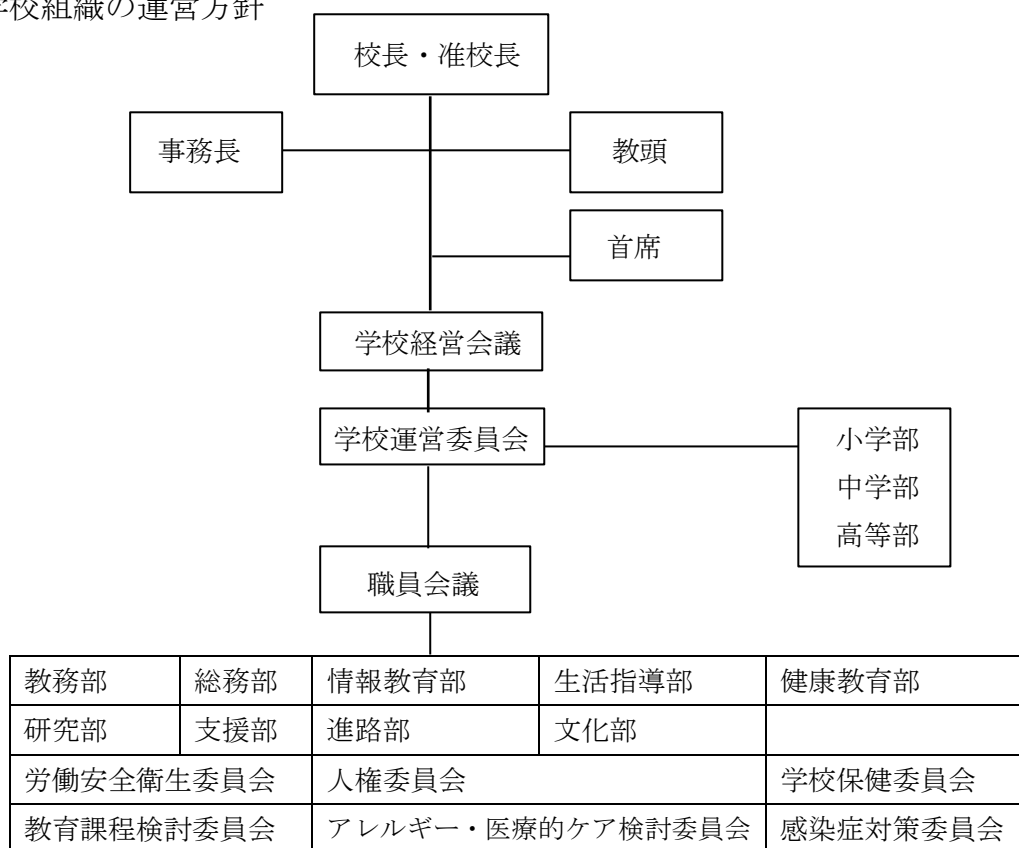 学校組織の運営方針
校長・准校長
事務長
教頭
首席
学校経営会議
学校運営委員会
小学部
中学部
高等部
職員会議
教務部 総務部 情報教育部 生活指導部 健康教育部
研究部 支援部 進路部 文化部
労働安全衛生委員会 人権委員会 学校保健委員会
教育課程検討委員会 アレルギー・医療的ケア検討委員会 感染症対策委員会